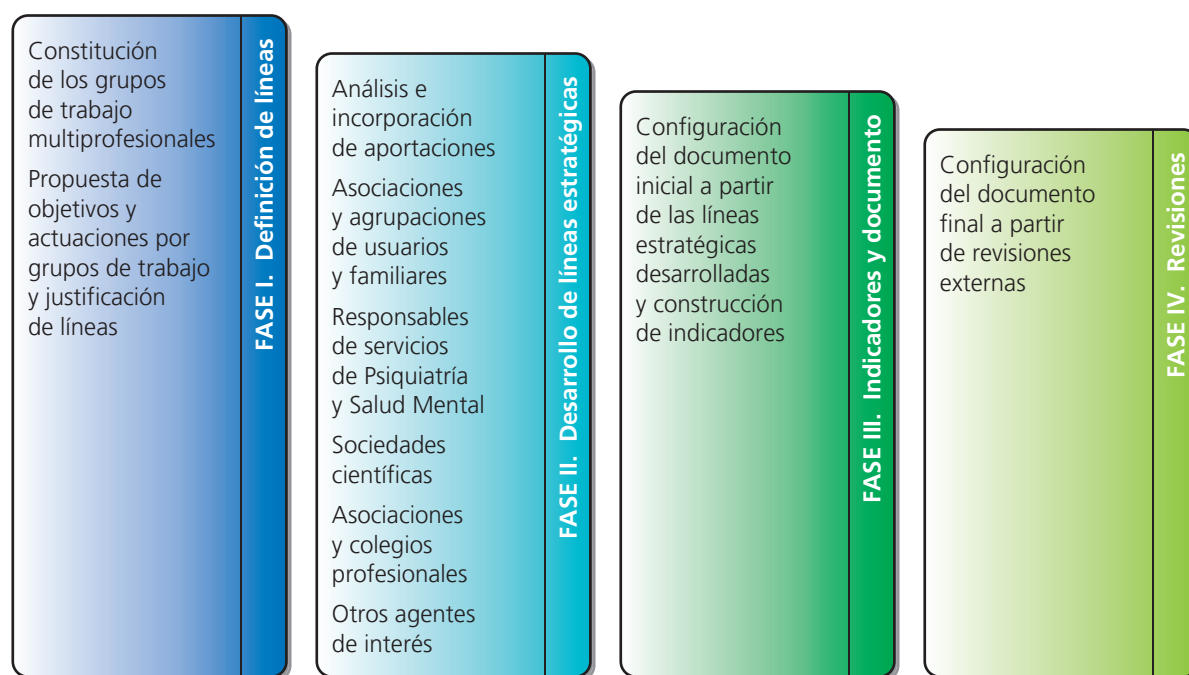 Constitución
de los grupos
de trabajo
multiprofesionales
Propuesta de
objetivos y
actuaciones por
grupos de trabajo
y justificación
de líneas
FASE I. Definición de líneas
Análisis e
incorporación
de aportaciones
Asociaciones
y agrupaciones
de usuarios
y familiares
Responsables
de servicios
de Psiquiatría
y Salud Mental
Sociedades
científicas
Asociaciones
y colegios
profesionales
Otros agentes
de interés
FASE II. Desarrollo de líneas estratégicas
Configuración
del documento
inicial a partir
de las líneas
estratégicas
desarrolladas
y construcción
de indicadores
FASE III. Indicadores y documento
Configuración
del documento
final a partir
de revisiones
externas
FASE IV. Revisiones